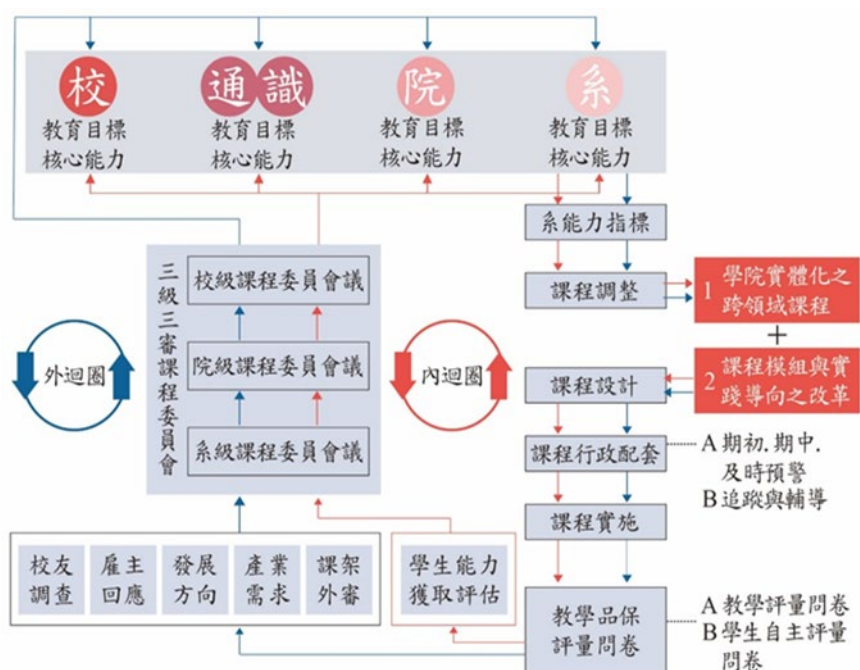 校
通識
院
系
教育目標
核心能力
教育目標
核心能力
教育目標
核心能力
教育目標
核心能力
系能力指標
課程調整
1 學院實體化之
跨領域課程
+
2 課程模組與實
踐導向之改革
課程設計
課程行政配套
A 期初.期中.
及時預警
B 追蹤與輔導
課程實施
教學品保
評量問卷
A 教學評量問卷
B 學生自主評量
問卷
三級三審課程委員會
校級課程委員會議
院級課程委員會議
系級課程委員會議
外迴圈
內迴圈
校友
調查
雇主
回應
發展
方向
產業
需求
課架
外審
學生能力
獲取評估